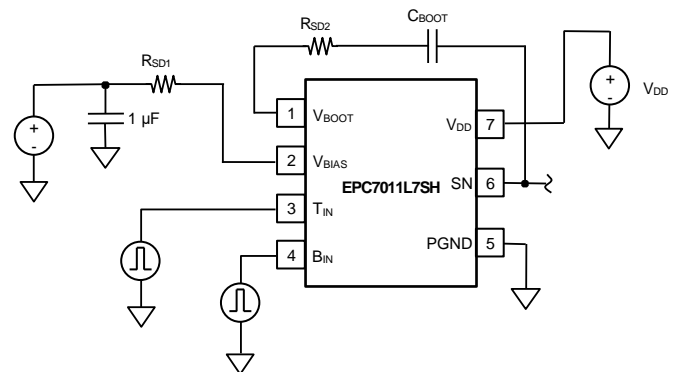 CBOOT
RSD2
RSD1
VDD
1 µF
1 VBOOT
VDD 7
2 VBIAS
EPC7011L7SH
SN 6
3 TIN
4 BIN
PGND 5
+
-
+
-